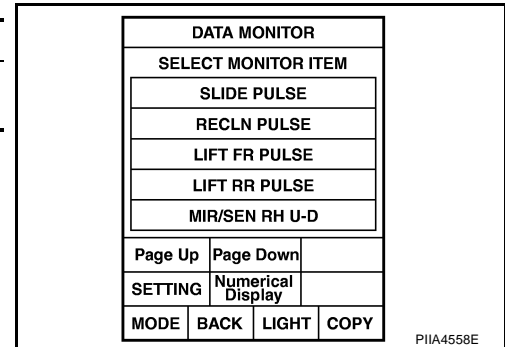 DATA MONITOR
SELECT MONITOR ITEM
SLIDE PULSE
RECLN PULSE
LIFT FR PULSE
LIFT RR PULSE
MIR/SEN RH U-D
Page Up Page Down
SETTING Numerical Display
MODE BACK LIGHT COPY
PIIA4558E